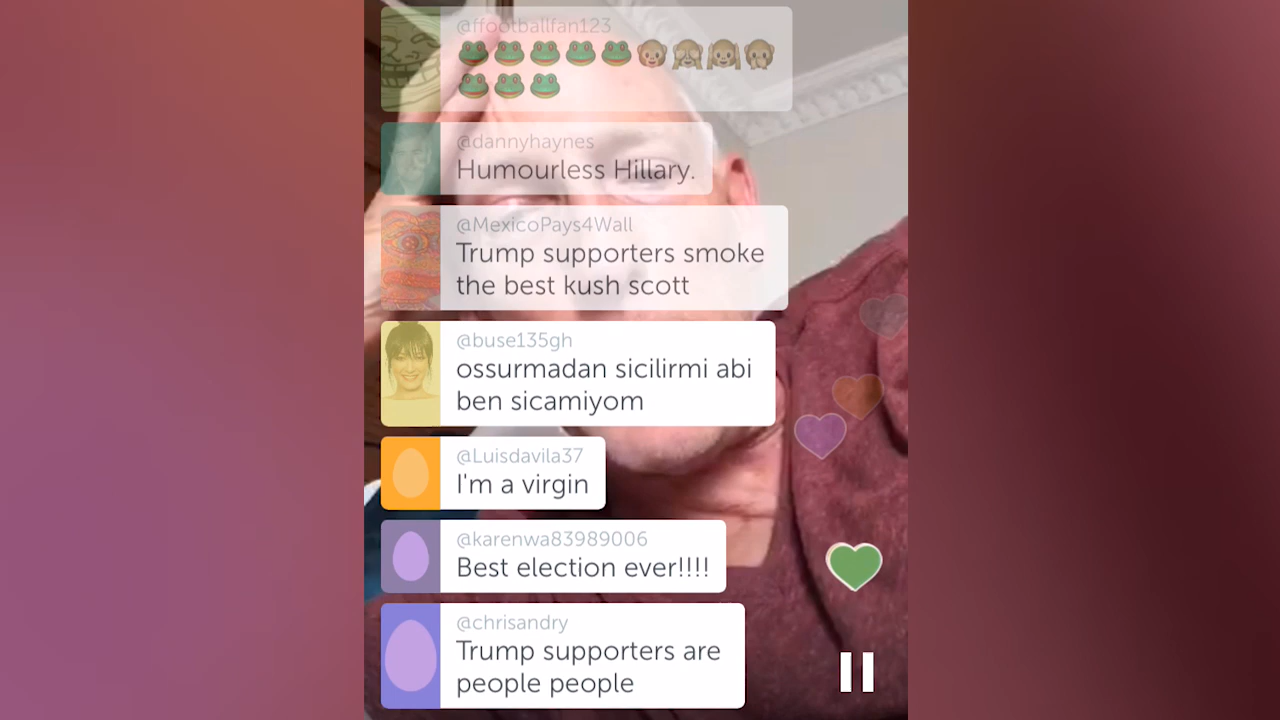 @ffootballfan123
🐸🐸🐸🐸🐸🐵🙈🙉🙊
🐸🐸🐸
@dannyhaynes
Humourless Hillary.
@MexicoPays4Wall
Trump supporters smoke
the best kush scott
@buse135gh
ossurmadan sicilirmi abi
ben sicamiyom
@Luisdavila37
I'm a virgin
@karenwa83989006
Best election ever!!!!
@chrisandry
Trump supporters are
people people